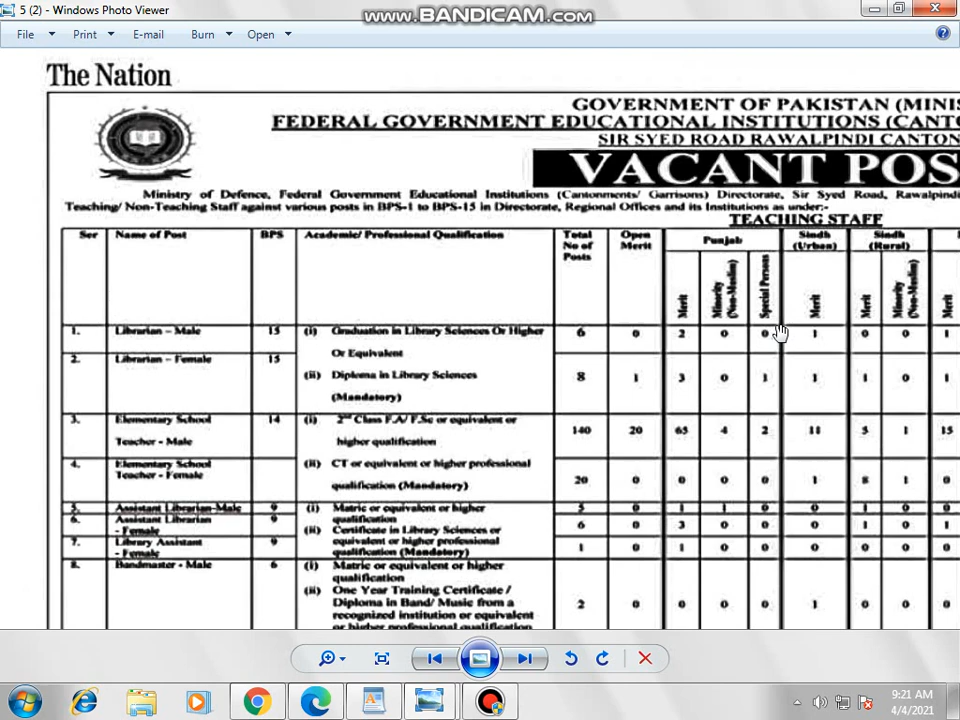 5 (2) - Windows Photo Viewer
www.BANDICAM.com
File Print E-mail Burn Open
The Nation
GOVERNMENT OF PAKISTAN (MINIS
FEDERAL GOVERNMENT EDUCATIONAL INSTITUTIONS (CANTO
SIR SYED ROAD RAWALPINDI CANTON
VACANT POS
Ministry of Defence, Federal Government Educational Institutions (Cantonments/ Garrisons) Directorate, Sir Syed Road, Rawalpindi
Teaching/ Non-Teaching Staff against various posts in BPS-1 to BPS-15 in Directorate, Regional Offices and its Institutions as under:-
TEACHING STAFF
Ser Name of Post BPS Academic/ Professional Qualification Total No of Posts Open Merit Punjab Sindh (Urban) Sindh (Rural)
Merit Minority (Non-Muslim) Special Persons Merit Merit Minority (Non-Muslim) Merit
1. Librarian – Male 15 (i) Graduation in Library Sciences Or Higher 6 0 2 0 0 1 0 0 1
Or Equivalent
2. Librarian – Female 15
(ii) Diploma in Library Sciences 8 1 3 0 1 1 1 0 1
(Mandatory)
3. Elementary School 14 (i) 2nd Class F.A/ F.Sc or equivalent or
140 20 65 4 2 11 5 1 15
Teacher - Male higher qualification
4. Elementary School (ii) CT or equivalent or higher professional
Teacher - Female qualification (Mandatory) 20 0 0 0 0 1 8 1 0
5. Assistant Librarian-Male 9 (i) Matric or equivalent or higher 5 0 1 1 0 0 1 0 0
6. Assistant Librarian 9 qualification
- Female (ii) Certificate in Library Sciences or 6 0 3 0 0 0 1 0 1
7. Library Assistant 9 equivalent or higher professional
- Female qualification (Mandatory) 1 0 1 0 0 0 0 0 0
8. Bandmaster - Male 6 (i) Matric or equivalent or higher
qualification
(ii) One Year Training Certificate /
Diploma in Band/ Music from a 2 0 0 0 0 1 0 0 0
recognized institution or equivalent
or higher professional qualification
9:21 AM
4/4/2021